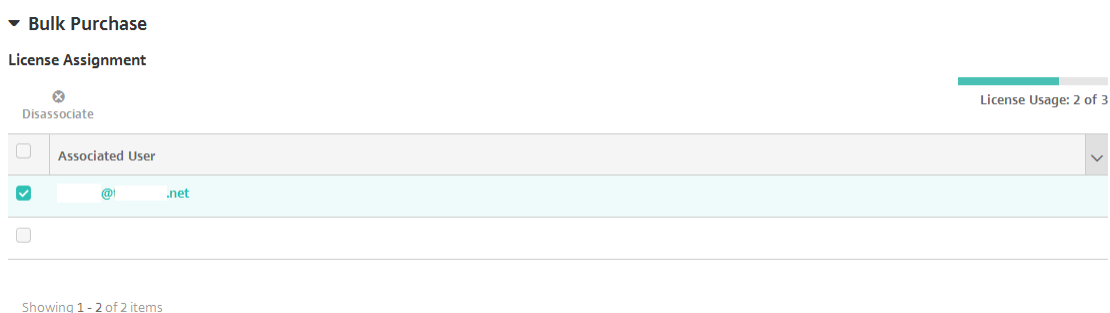 Bulk Purchase
License Assignment
Disassociate
License Usage: 2 of 3
Associated User
@ .net
Showing 1 - 2 of 2 items